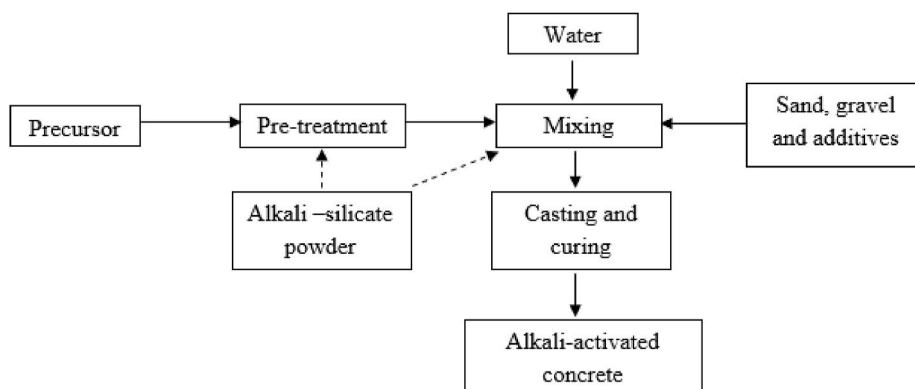 Water
Precursor
Pre-treatment
Mixing
Sand, gravel
and additives
Alkali –silicate
powder
Casting and
curing
Alkali-activated
concrete